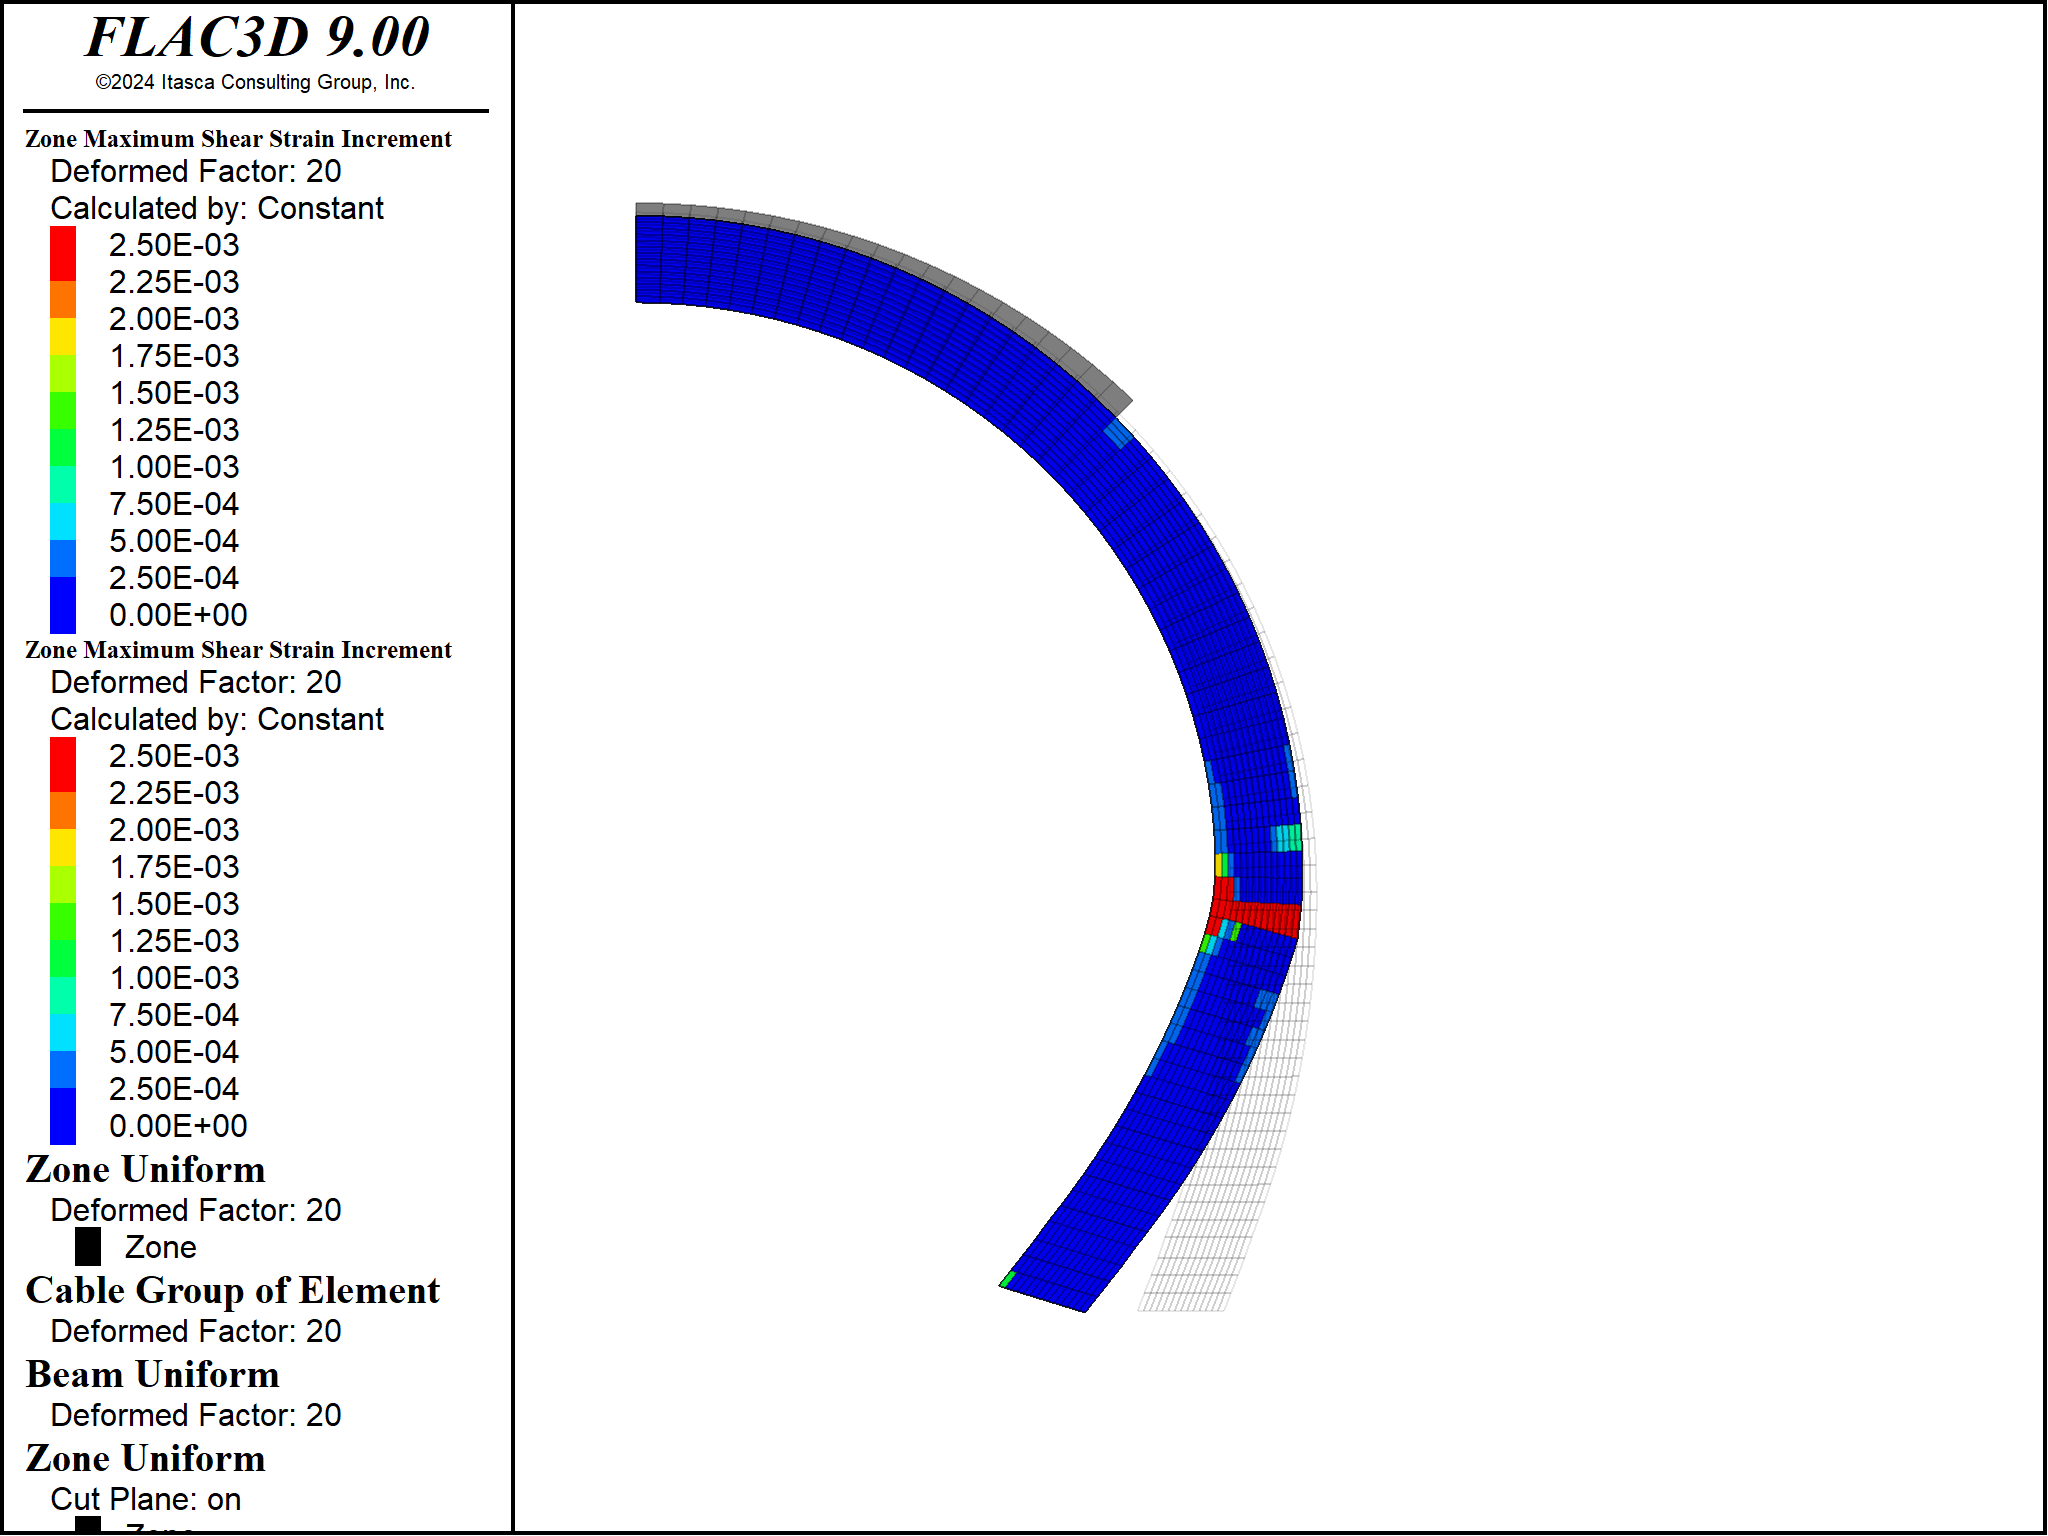 FLAC3D 9.00
©2024 Itasca Consulting Group, Inc.
Zone Maximum Shear Strain Increment
Deformed Factor: 20
Calculated by: Constant
2.50E-03
2.25E-03
2.00E-03
1.75E-03
1.50E-03
1.25E-03
1.00E-03
7.50E-04
5.00E-04
2.50E-04
0.00E+00
Zone Maximum Shear Strain Increment
Deformed Factor: 20
Calculated by: Constant
2.50E-03
2.25E-03
2.00E-03
1.75E-03
1.50E-03
1.25E-03
1.00E-03
7.50E-04
5.00E-04
2.50E-04
0.00E+00
Zone Uniform
Deformed Factor: 20
Zone
Cable Group of Element
Deformed Factor: 20
Beam Uniform
Deformed Factor: 20
Zone Uniform
Cut Plane: on